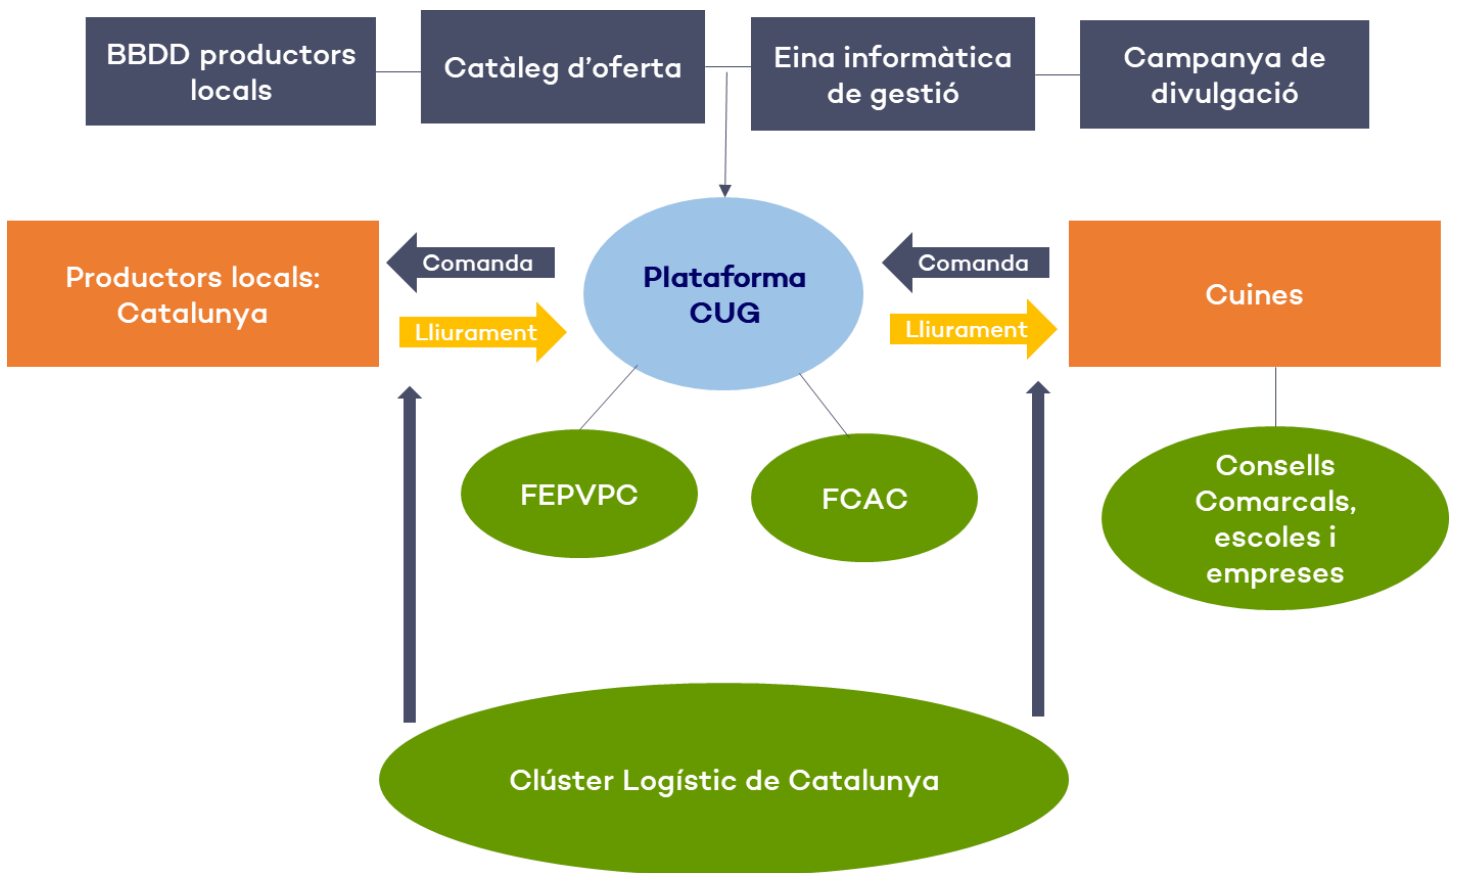 BBDD productors
locals
Catàleg d'oferta
Eina informàtica
de gestió
Campanya de
divulgació
Productors locals:
Catalunya
Comanda
Lliurament
Plataforma
CUG
Comanda
Lliurament
Cuines
FEPVPC
FCAC
Consells
Comarcals,
escoles i
empreses
Clúster Logístic de Catalunya